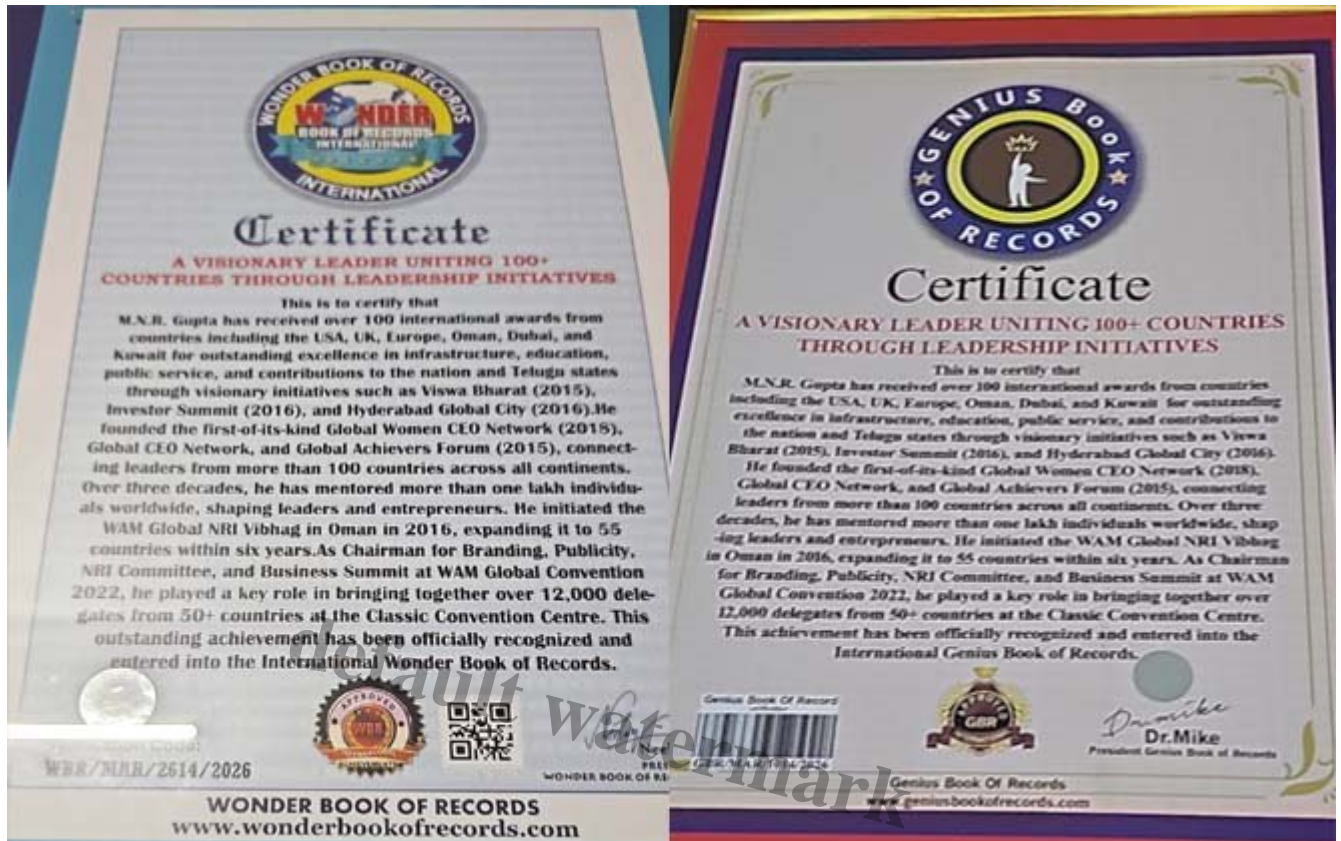 WONDER BOOK OF RECORDS
WONDER
BOOK OF RECORDS
INTERNATIONAL
INTERNATIONAL
Certificate
A VISIONARY LEADER UNITING 100+
COUNTRIES THROUGH LEADERSHIP INITIATIVES
This is to certify that
M.N.R. Gupta has received over 100 international awards from
countries including the USA, UK, Europe, Oman, Dubai, and
Kuwait for outstanding excellence in infrastructure, education,
public service, and contributions to the nation and Telugu states
through visionary initiatives such as Viswa Bharat (2015),
Investor Summit (2016), and Hyderabad Global City (2016).He
founded the first-of-its-kind Global Women CEO Network (2018),
Global CEO Network, and Global Achievers Forum (2015), connect-
ing leaders from more than 100 countries across all continents.
Over three decades, he has mentored more than one lakh individu-
als worldwide, shaping leaders and entrepreneurs. He initiated the
WAM Global NRI Vibhag in Oman in 2016, expanding it to 55
countries within six years.As Chairman for Branding, Publicity,
NRI Committee, and Business Summit at WAM Global Convention
2022, he played a key role in bringing together over 12,000 dele-
gates from 50+ countries at the Classic Convention Centre. This
outstanding achievement has been officially recognized and
entered into the International Wonder Book of Records.
APPROVED
WBR
WBR/MAR/2614/2026
WONDER BOOK OF RE
WONDER BOOK OF RECORDS
www.wonderbookofrecords.com
GENIUS Book
OF RECORDS
Certificate
A VISIONARY LEADER UNITING 100+ COUNTRIES
THROUGH LEADERSHIP INITIATIVES
This is to certify that
M.N.R. Gupta has received over 100 international awards from countries
including the USA, UK, Europe, Oman, Dubai, and Kuwait for outstanding
excellence in infrastructure, education, public service, and contributions to
the nation and Telugu states through visionary initiatives such as Viswa
Bharat (2015), Investor Summit (2016), and Hyderabad Global City (2016).
He founded the first-of-its-kind Global Women CEO Network (2018),
Global CEO Network, and Global Achievers Forum (2015), connecting
leaders from more than 100 countries across all continents. Over three
decades, he has mentored more than one lakh individuals worldwide, shap
-ing leaders and entrepreneurs. He initiated the WAM Global NRI Vibhag
in Oman in 2016, expanding it to 55 countries within six years. As Chairman
for Branding, Publicity, NRI Committee, and Business Summit at WAM
Global Convention 2022, he played a key role in bringing together over
12,000 delegates from 50+ countries at the Classic Convention Centre.
This achievement has been officially recognized and entered into the
International Genius Book of Records.
Genius Book Of Record
APPROVED
GBR
Dr.mike
Dr.Mike
President Genius Book of Records
Genius Book Of Records
www.geniusbookofrecords.com
default watermark